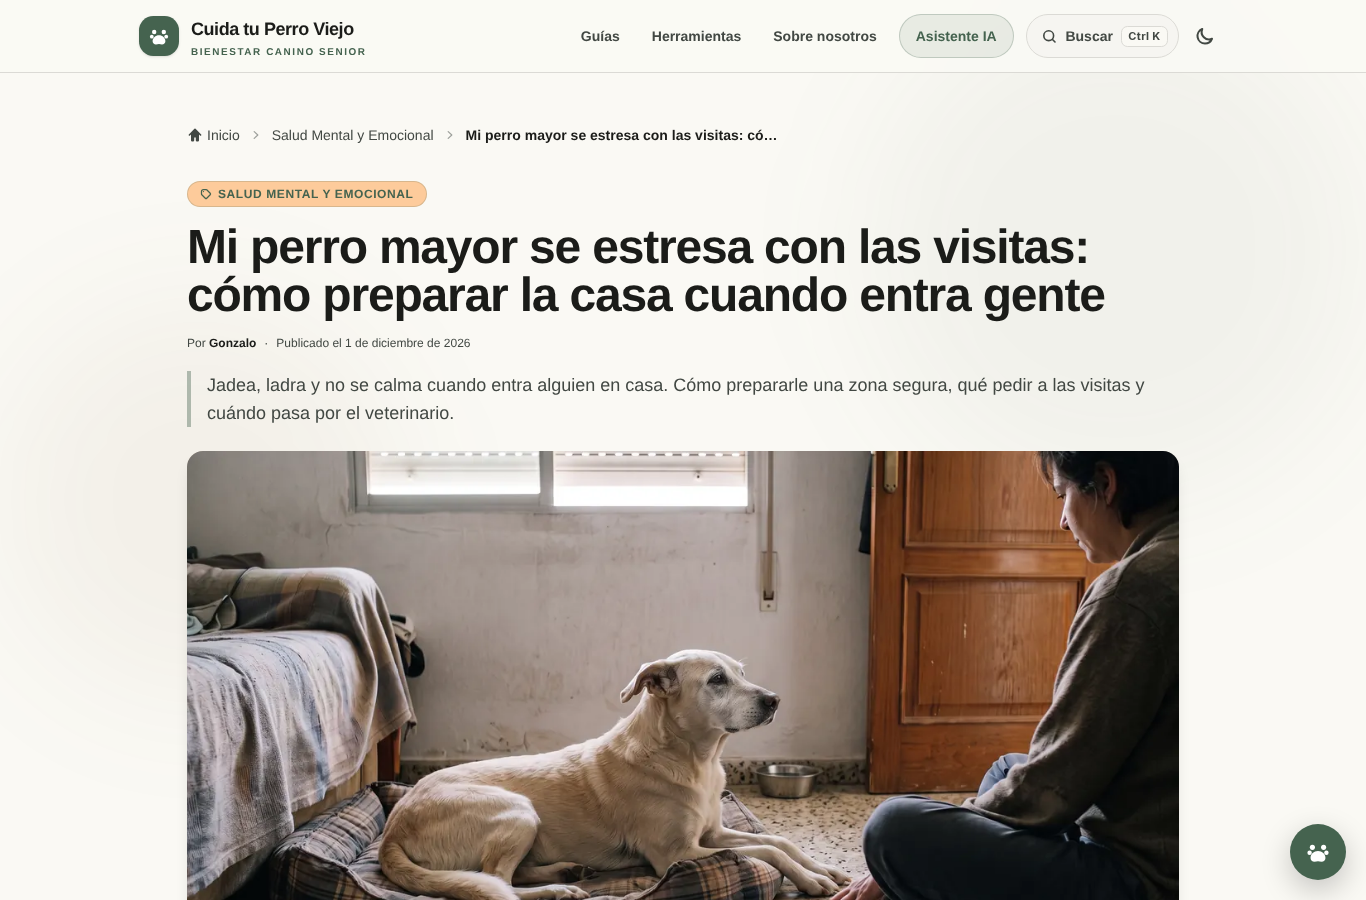 Cuida tu Perro Viejo
BIENESTAR CANINO SENIOR
Guías
Herramientas
Sobre nosotros
Asistente IA
Buscar
Ctrl K
Inicio
Salud Mental y Emocional
Mi perro mayor se estresa con las visitas: có…
SALUD MENTAL Y EMOCIONAL
Mi perro mayor se estresa con las visitas:
cómo preparar la casa cuando entra gente
Por Gonzalo · Publicado el 1 de diciembre de 2026
Jadea, ladra y no se calma cuando entra alguien en casa. Cómo prepararle una zona segura, qué pedir a las visitas y
cuándo pasa por el veterinario.